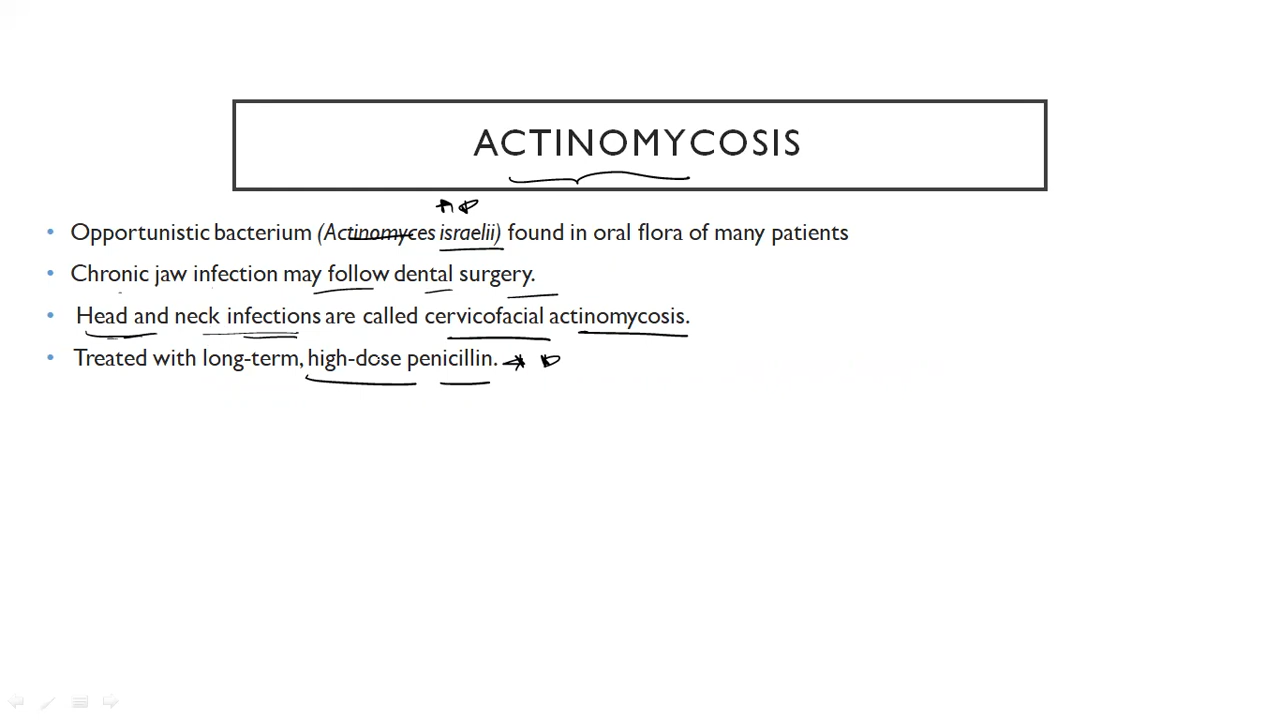 ACTINOMYCOSIS
• Opportunistic bacterium (Actinomyces israelii) found in oral flora of many patients
• Chronic jaw infection may follow dental surgery.
• Head and neck infections are called cervicofacial actinomycosis.
• Treated with long-term, high-dose penicillin.